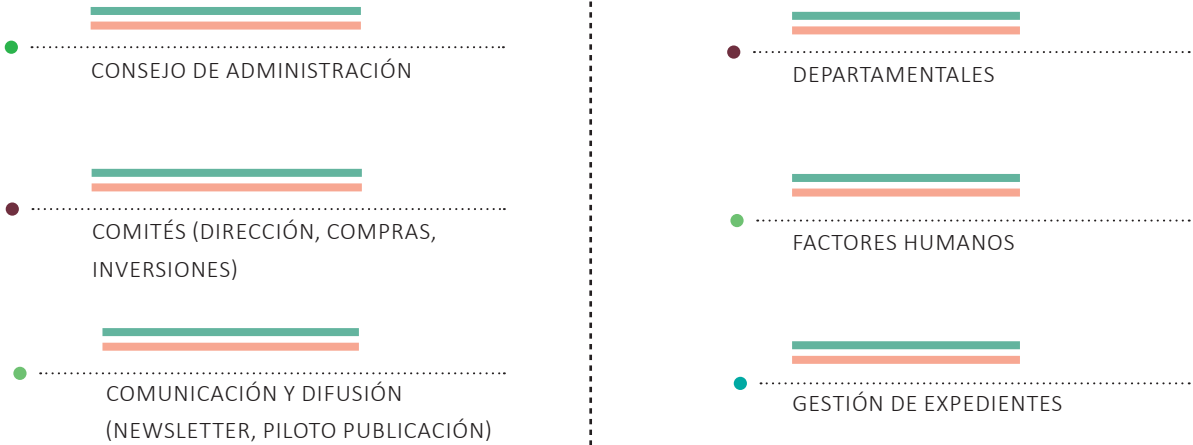 CONSEJO DE ADMINISTRACIÓN
COMITÉS (DIRECCIÓN, COMPRAS,
INVERSIONES)
COMUNICACIÓN Y DIFUSIÓN
(NEWSLETTER, PILOTO PUBLICACIÓN)
DEPARTAMENTALES
FACTORES HUMANOS
GESTIÓN DE EXPEDIENTES